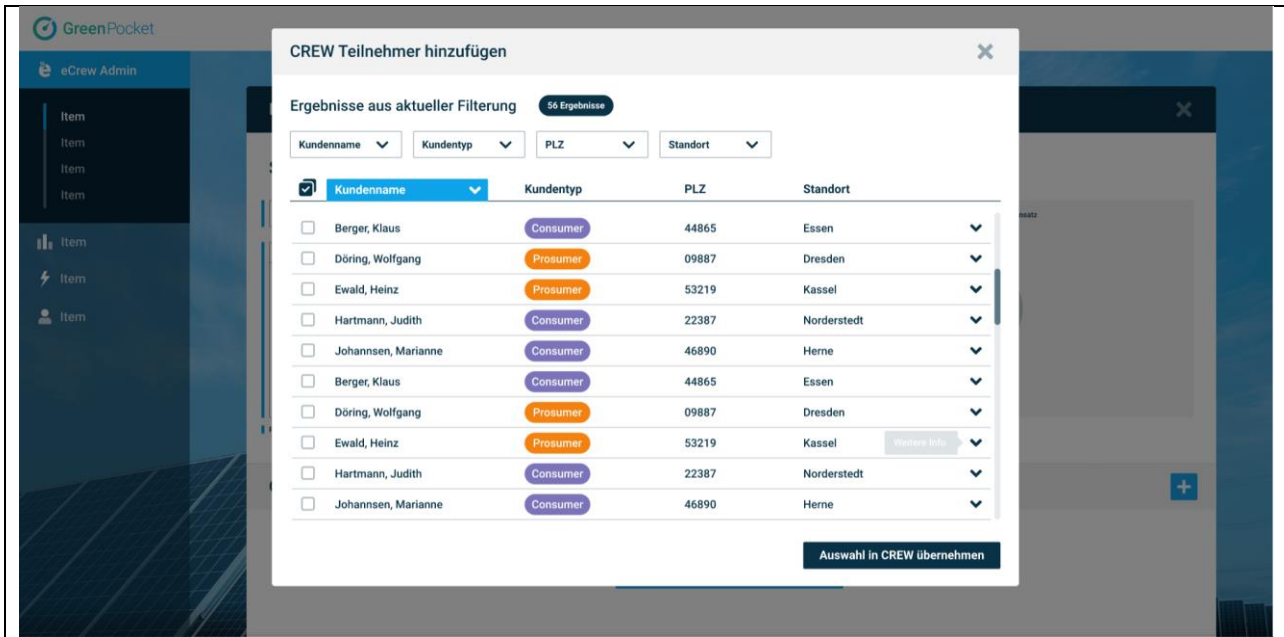 GreenPocket
eCrew Admin
Item
Item
Item
Item
Item
Item
Item
CREW Teilnehmer hinzufügen
Ergebnisse aus aktueller Filterung 56 Ergebnisse
Kundenname Kundentyp PLZ Standort
Kundenname Kundentyp PLZ Standort
Berger, Klaus Consumer 44865 Essen
Döring, Wolfgang Prosumer 09887 Dresden
Ewald, Heinz Prosumer 53219 Kassel
Hartmann, Judith Consumer 22387 Norderstedt
Johannsen, Marianne Consumer 46890 Herne
Berger, Klaus Consumer 44865 Essen
Döring, Wolfgang Prosumer 09887 Dresden
Ewald, Heinz Prosumer 53219 Kassel Weitere Info
Hartmann, Judith Consumer 22387 Norderstedt
Johannsen, Marianne Consumer 46890 Herne
Auswahl in CREW übernehmen